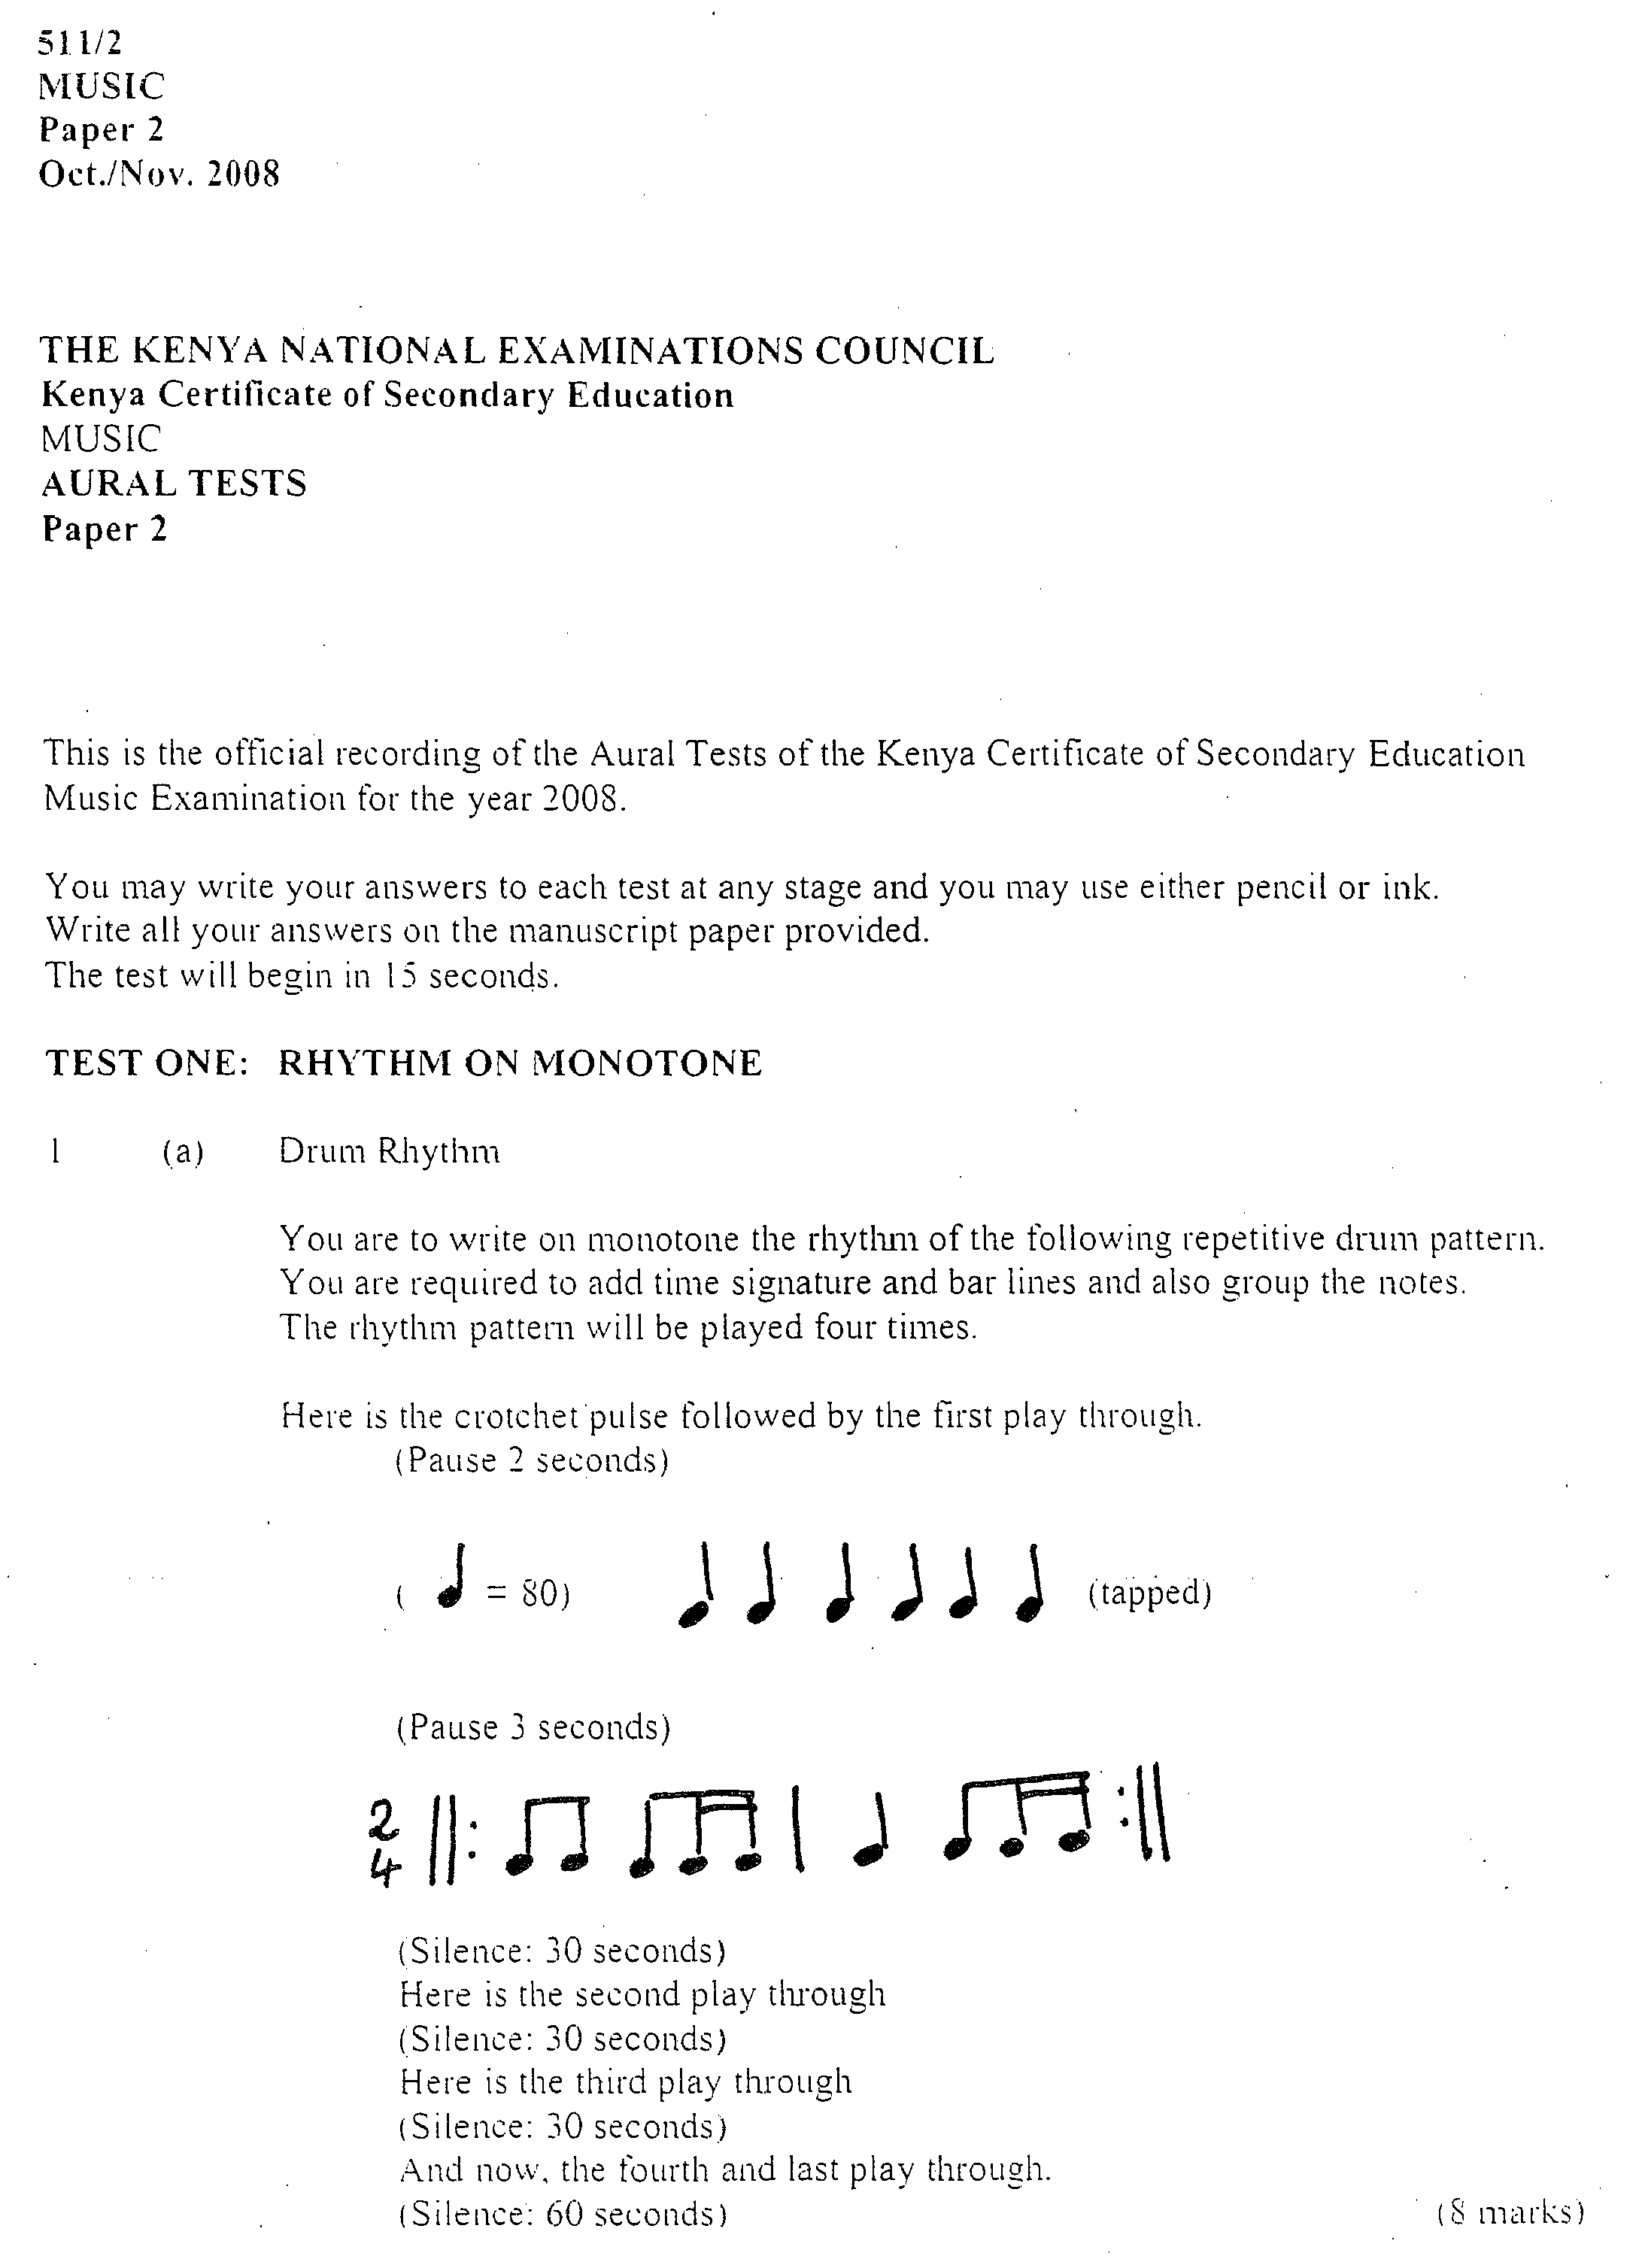 511/2
MUSIC
Paper 2
Oct./Nov. 2008
THE KENYA NATIONAL EXAMINATIONS COUNCIL
Kenya Certificate of Secondary Education
MUSIC
AURAL TESTS
Paper 2
This is the official recording of the Aural Tests of the Kenya Certificate of Secondary Education
Music Examination for the year 2008.
You may write your answers to each test at any stage and you may use either pencil or ink.
Write all your answers on the manuscript paper provided.
The test will begin in 15 seconds.
TEST ONE: RHYTHM ON MONOTONE
1 (a) Drum Rhythm
You are to write on monotone the rhythm of the following repetitive drum pattern.
You are required to add time signature and bar lines and also group the notes.
The rhythm pattern will be played four times.
Here is the crotchet pulse followed by the first play through.
(Pause 2 seconds)
( ♩ = 80) ♩ ♩ ♩ ♩ ♩ ♩ (tapped)
(Pause 3 seconds)
2
4
(Silence: 30 seconds)
Here is the second play through
(Silence: 30 seconds)
Here is the third play through
(Silence: 30 seconds)
And now, the fourth and last play through.
(Silence: 60 seconds) (8 marks)